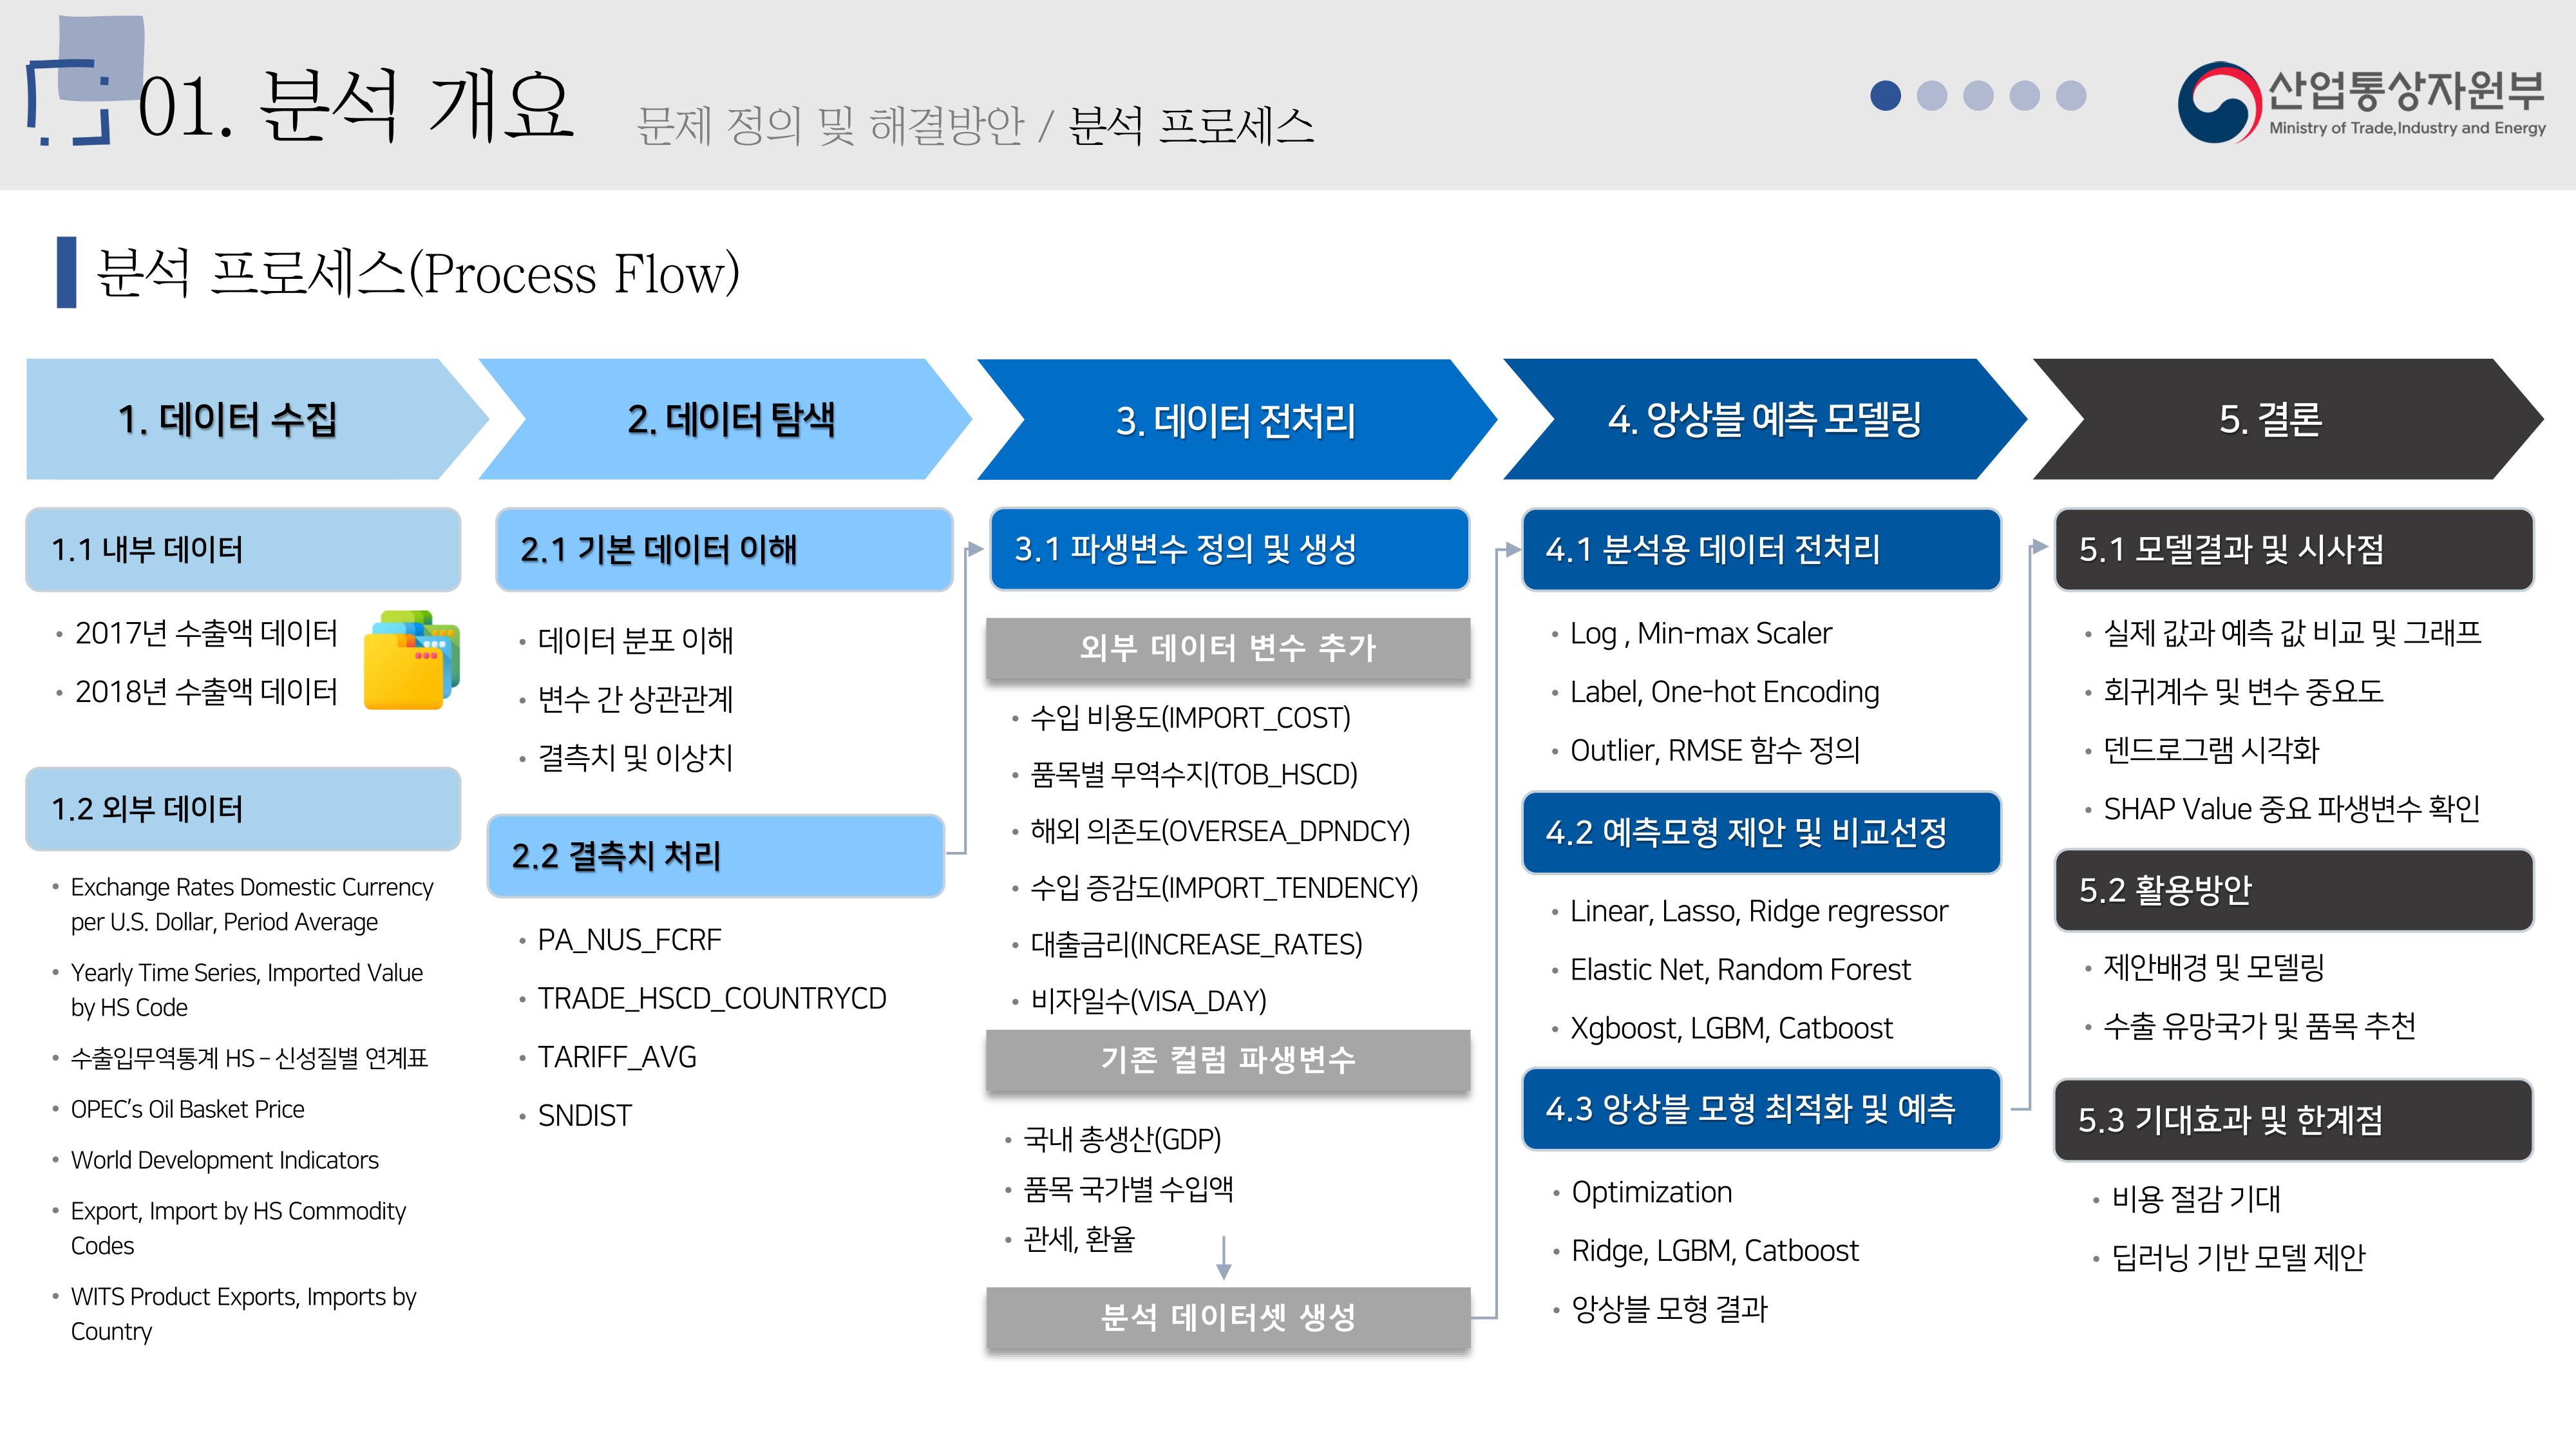 01. 분석 개요
문제 정의 및 해결방안 / 분석 프로세스
산업통상자원부
Ministry of Trade,Industry and Energy
분석 프로세스(Process Flow)
1. 데이터 수집
2. 데이터 탐색
3. 데이터 전처리
4. 앙상블 예측 모델링
5. 결론
1.1 내부 데이터
• 2017년 수출액 데이터
• 2018년 수출액 데이터
1.2 외부 데이터
• Exchange Rates Domestic Currency
per U.S. Dollar, Period Average
• Yearly Time Series, Imported Value
by HS Code
• 수출입무역통계 HS – 신성질별 연계표
• OPEC’s Oil Basket Price
• World Development Indicators
• Export, Import by HS Commodity
Codes
• WITS Product Exports, Imports by
Country
2.1 기본 데이터 이해
• 데이터 분포 이해
• 변수 간 상관관계
• 결측치 및 이상치
2.2 결측치 처리
• PA_NUS_FCRF
• TRADE_HSCD_COUNTRYCD
• TARIFF_AVG
• SNDIST
3.1 파생변수 정의 및 생성
외부 데이터 변수 추가
• 수입 비용도(IMPORT_COST)
• 품목별 무역수지(TOB_HSCD)
• 해외 의존도(OVERSEA_DPNDCY)
• 수입 증감도(IMPORT_TENDENCY)
• 대출금리(INCREASE_RATES)
• 비자일수(VISA_DAY)
기존 컬럼 파생변수
• 국내 총생산(GDP)
• 품목 국가별 수입액
• 관세, 환율
분석 데이터셋 생성
4.1 분석용 데이터 전처리
• Log , Min-max Scaler
• Label, One-hot Encoding
• Outlier, RMSE 함수 정의
4.2 예측모형 제안 및 비교선정
• Linear, Lasso, Ridge regressor
• Elastic Net, Random Forest
• Xgboost, LGBM, Catboost
4.3 앙상블 모형 최적화 및 예측
• Optimization
• Ridge, LGBM, Catboost
• 앙상블 모형 결과
5.1 모델결과 및 시사점
• 실제 값과 예측 값 비교 및 그래프
• 회귀계수 및 변수 중요도
• 덴드로그램 시각화
• SHAP Value 중요 파생변수 확인
5.2 활용방안
• 제안배경 및 모델링
• 수출 유망국가 및 품목 추천
5.3 기대효과 및 한계점
• 비용 절감 기대
• 딥러닝 기반 모델 제안